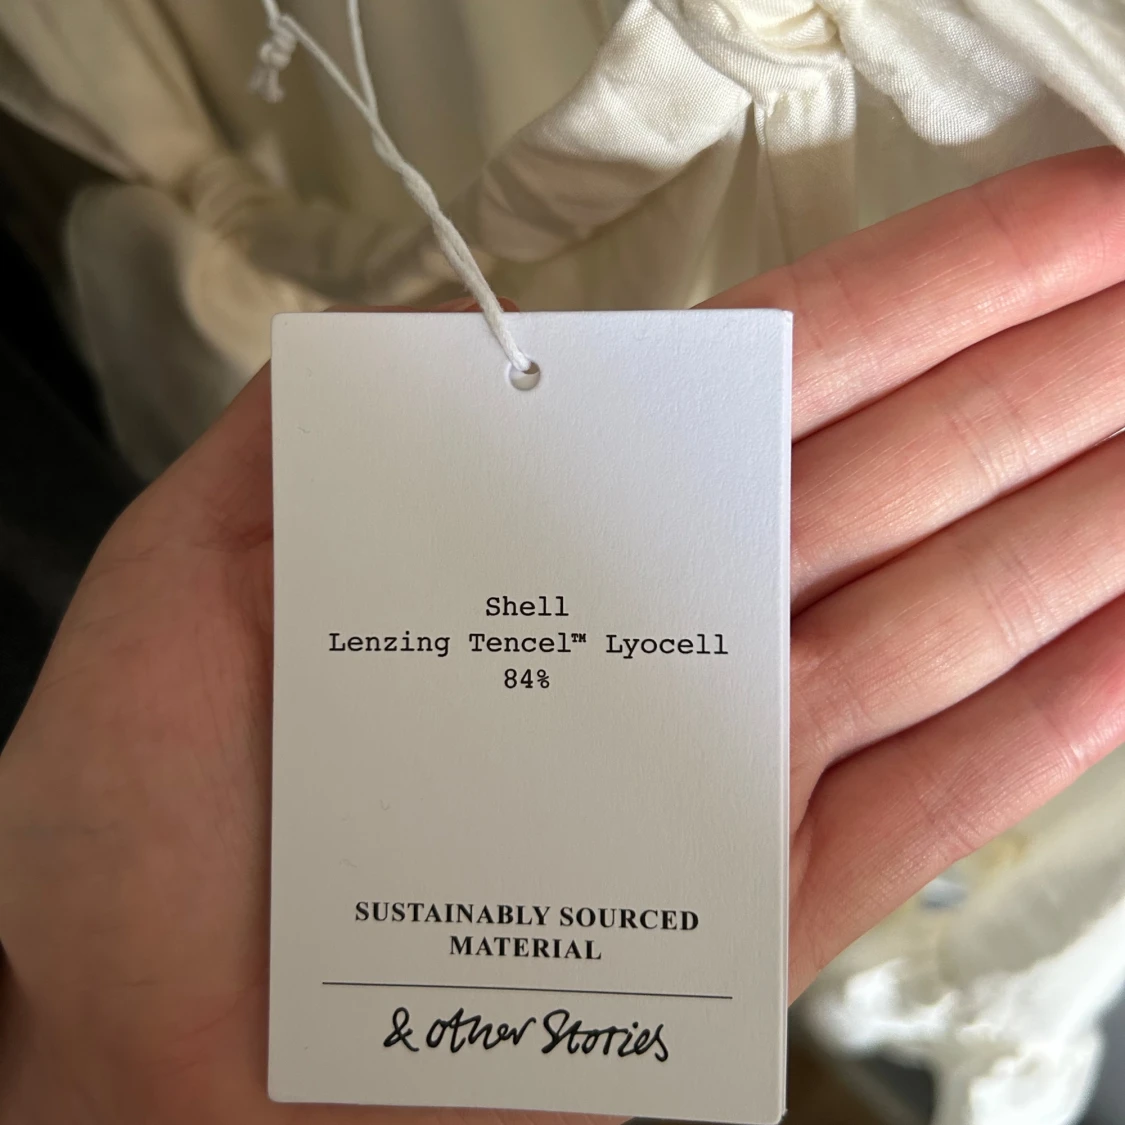 Shell
Lenzing Tencel™ Lyocell
84%
SUSTAINABLY SOURCED
MATERIAL
& other Stories